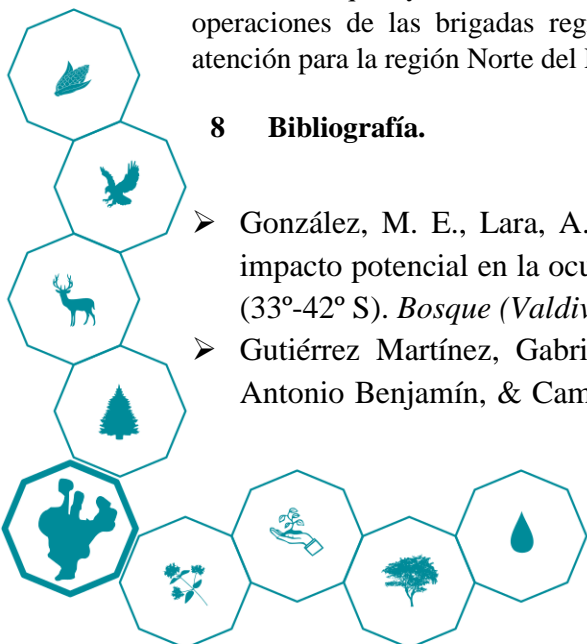 operaciones de las brigadas reg
atención para la región Norte del
8 Bibliografía.
➢ González, M. E., Lara, A.
impacto potencial en la ocu
(33º-42º S). Bosque (Valdiv
➢ Gutiérrez Martínez, Gabri
Antonio Benjamín, & Cam